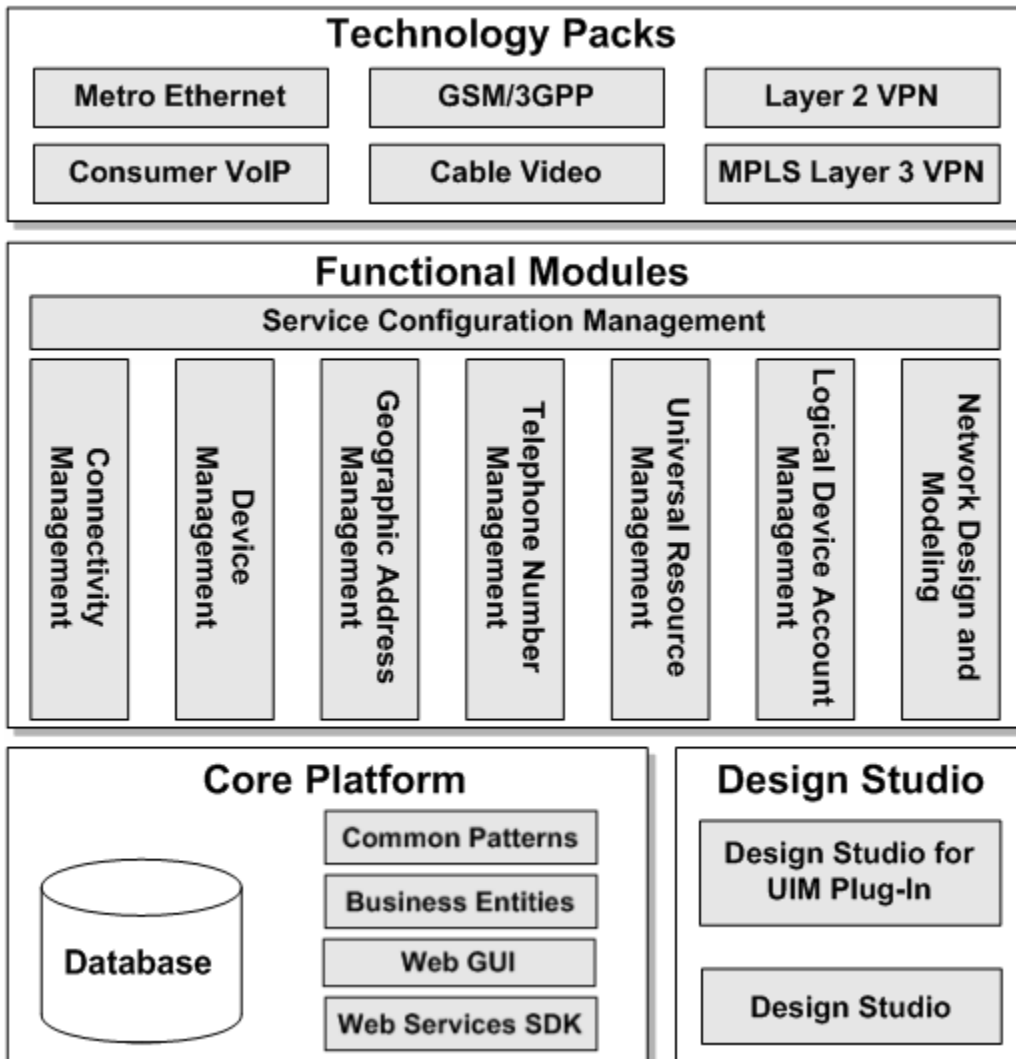 Technology Packs
Metro Ethernet
GSM/3GPP
Layer 2 VPN
Consumer VoIP
Cable Video
MPLS Layer 3 VPN
Functional Modules
Service Configuration Management
Connectivity
Management
Device
Management
Geographic Address
Management
Telephone Number
Management
Universal Resource
Management
Logical Device Account
Management
Network Design and
Modeling
Core Platform
Database
Common Patterns
Business Entities
Web GUI
Web Services SDK
Design Studio
Design Studio for
UIM Plug-In
Design Studio